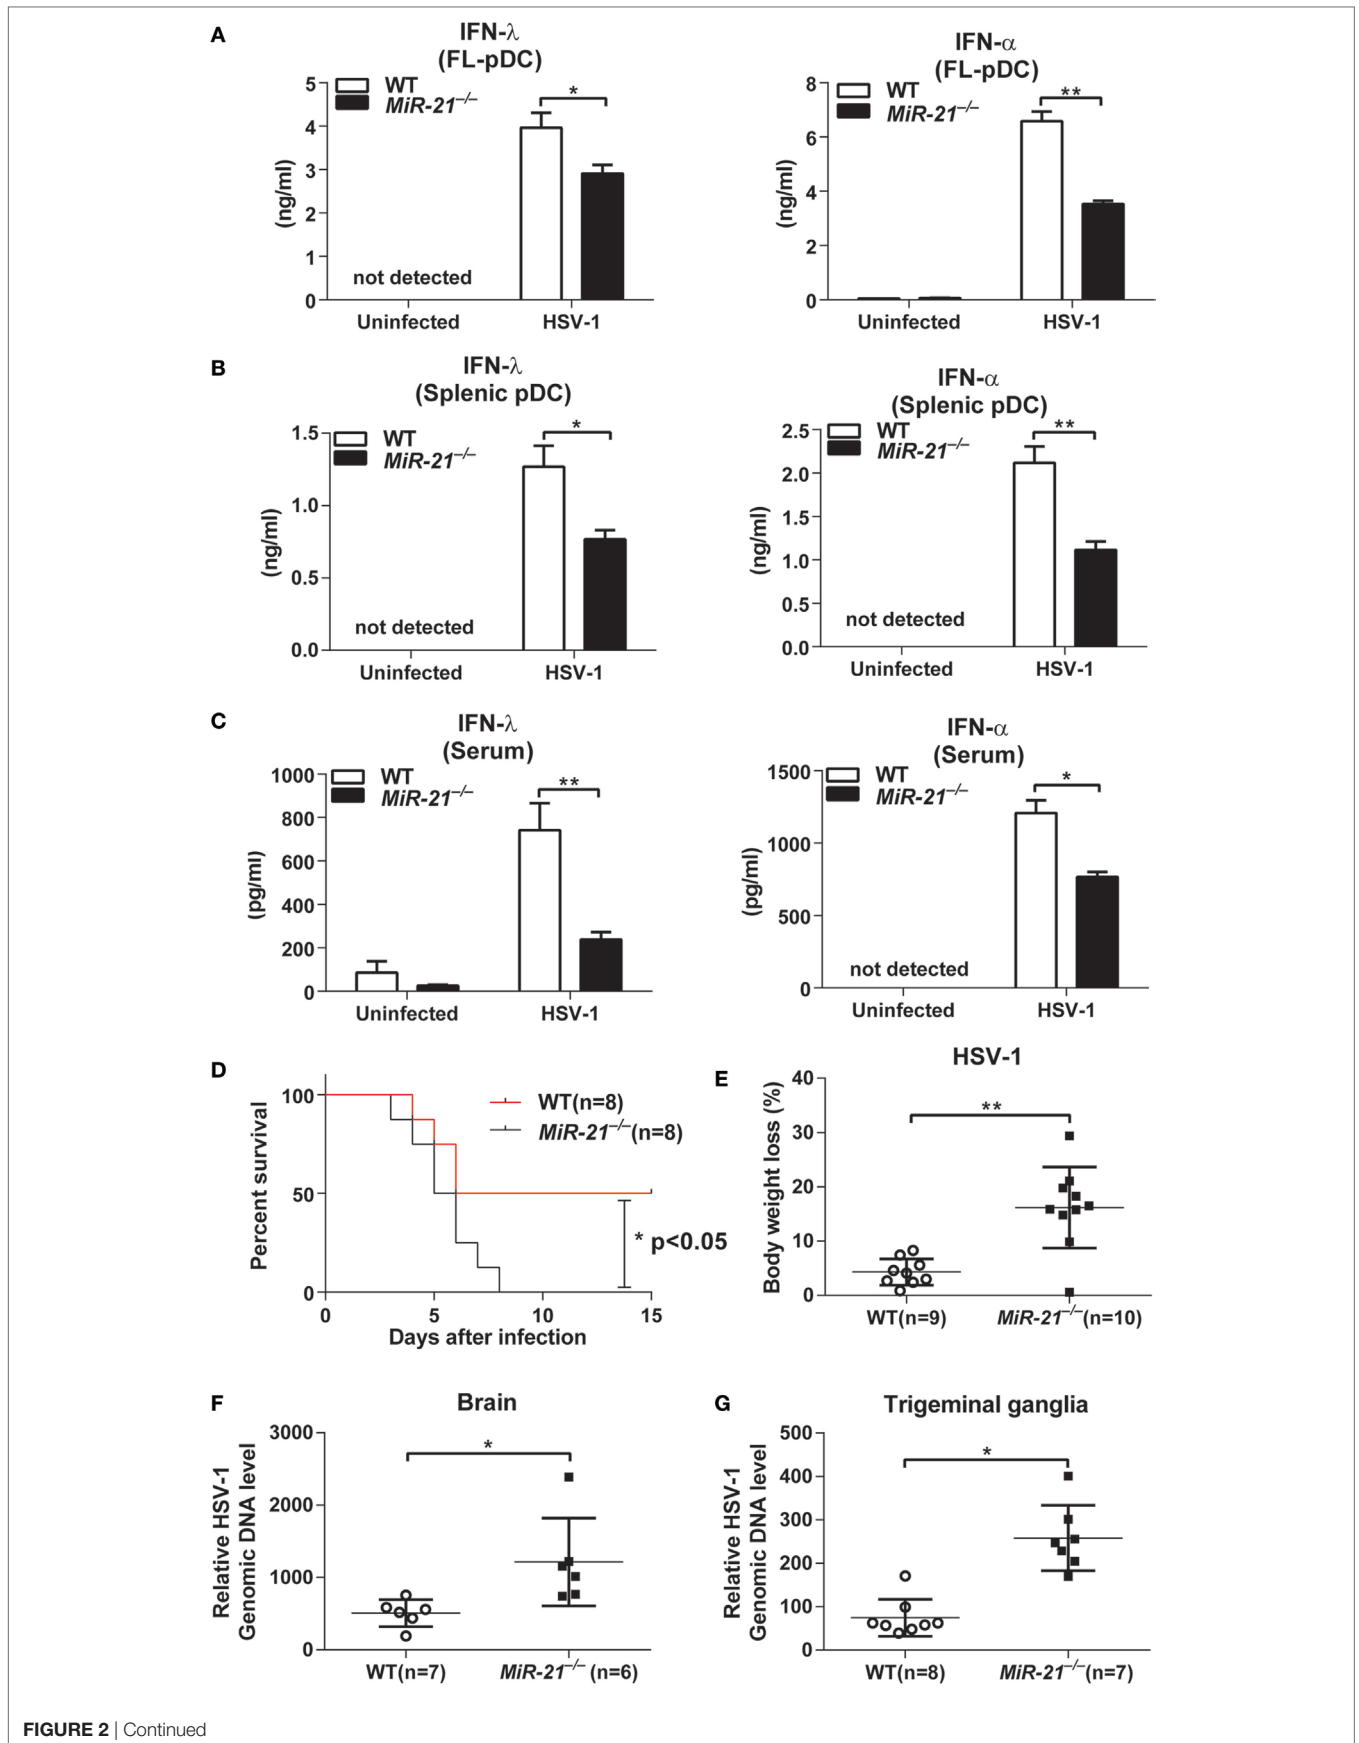 A
IFN-λ
(FL-pDC)
WT
MiR-21−/−
*
(ng/ml)
5
4
3
2
1
0
not detected
Uninfected
HSV-1
IFN-α
(FL-pDC)
WT
MiR-21−/−
**
(ng/ml)
8
6
4
2
0
Uninfected
HSV-1
B
IFN-λ
(Splenic pDC)
WT
MiR-21−/−
*
(ng/ml)
1.5
1.0
0.5
0.0
not detected
Uninfected
HSV-1
IFN-α
(Splenic pDC)
WT
MiR-21−/−
**
(ng/ml)
2.5
2.0
1.5
1.0
0.5
0.0
not detected
Uninfected
HSV-1
C
IFN-λ
(Serum)
WT
MiR-21−/−
**
(pg/ml)
1000
800
600
400
200
0
Uninfected
HSV-1
IFN-α
(Serum)
WT
MiR-21−/−
*
(pg/ml)
1500
1000
500
0
not detected
Uninfected
HSV-1
D
Percent survival
100
50
0
WT(n=8)
MiR-21−/−(n=8)
* p<0.05
0 5 10 15
Days after infection
E
HSV-1
Body weight loss (%)
40
30
20
10
0
**
WT(n=9)
MiR-21−/−(n=10)
F
Brain
Relative HSV-1
Genomic DNA level
3000
2000
1000
0
*
WT(n=7)
MiR-21−/−(n=6)
G
Trigeminal ganglia
Relative HSV-1
Genomic DNA level
500
400
300
200
100
0
*
WT(n=8)
MiR-21−/−(n=7)
FIGURE 2 | Continued